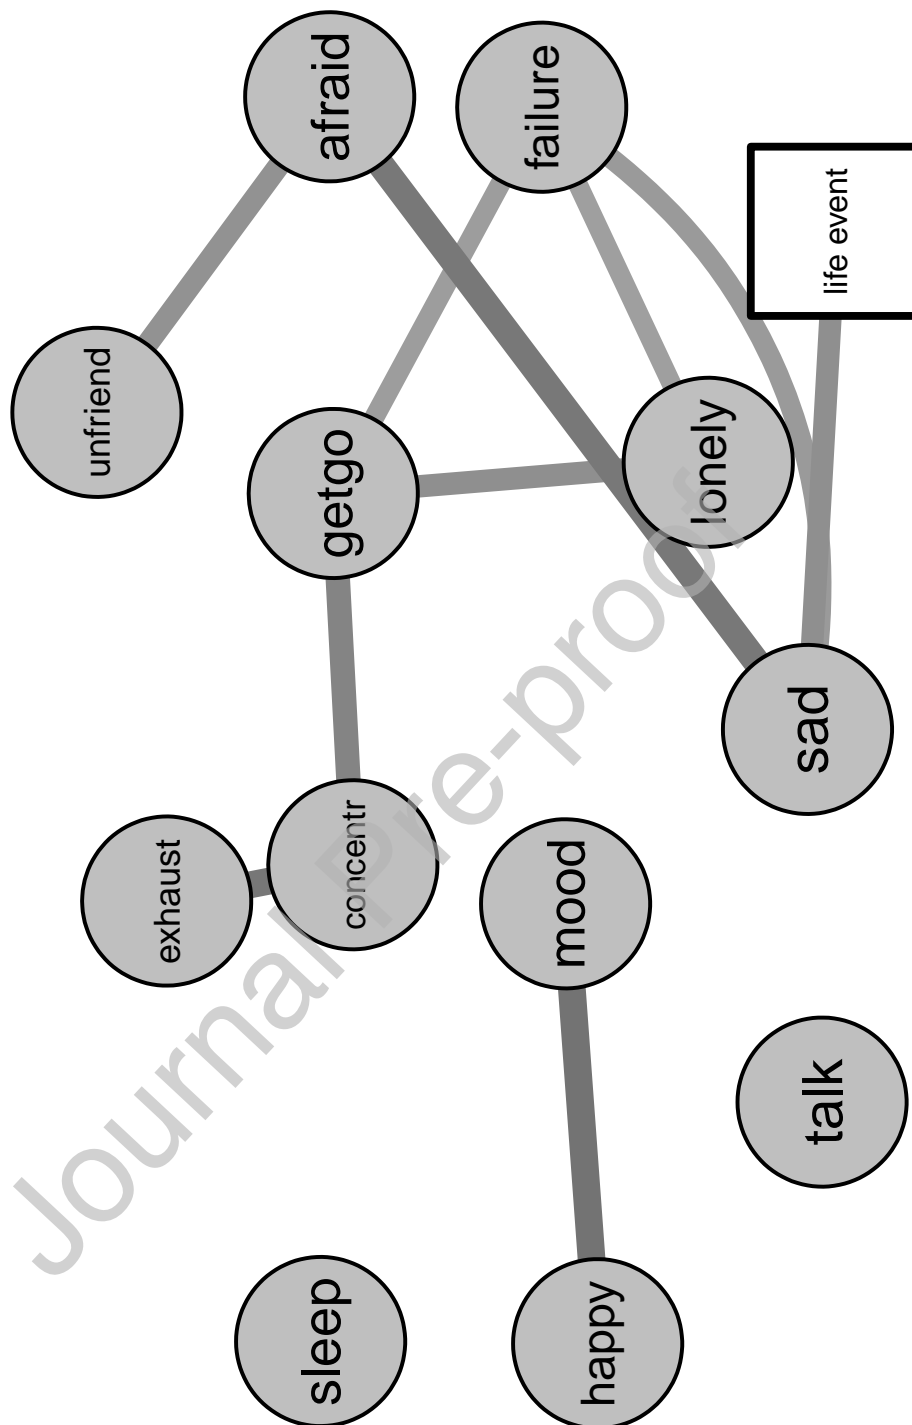 afraid
failure
life event
unfriend
getgo
lonely
sad
exhaust
concentr
mood
talk
sleep
happy
Journal Pre-proof